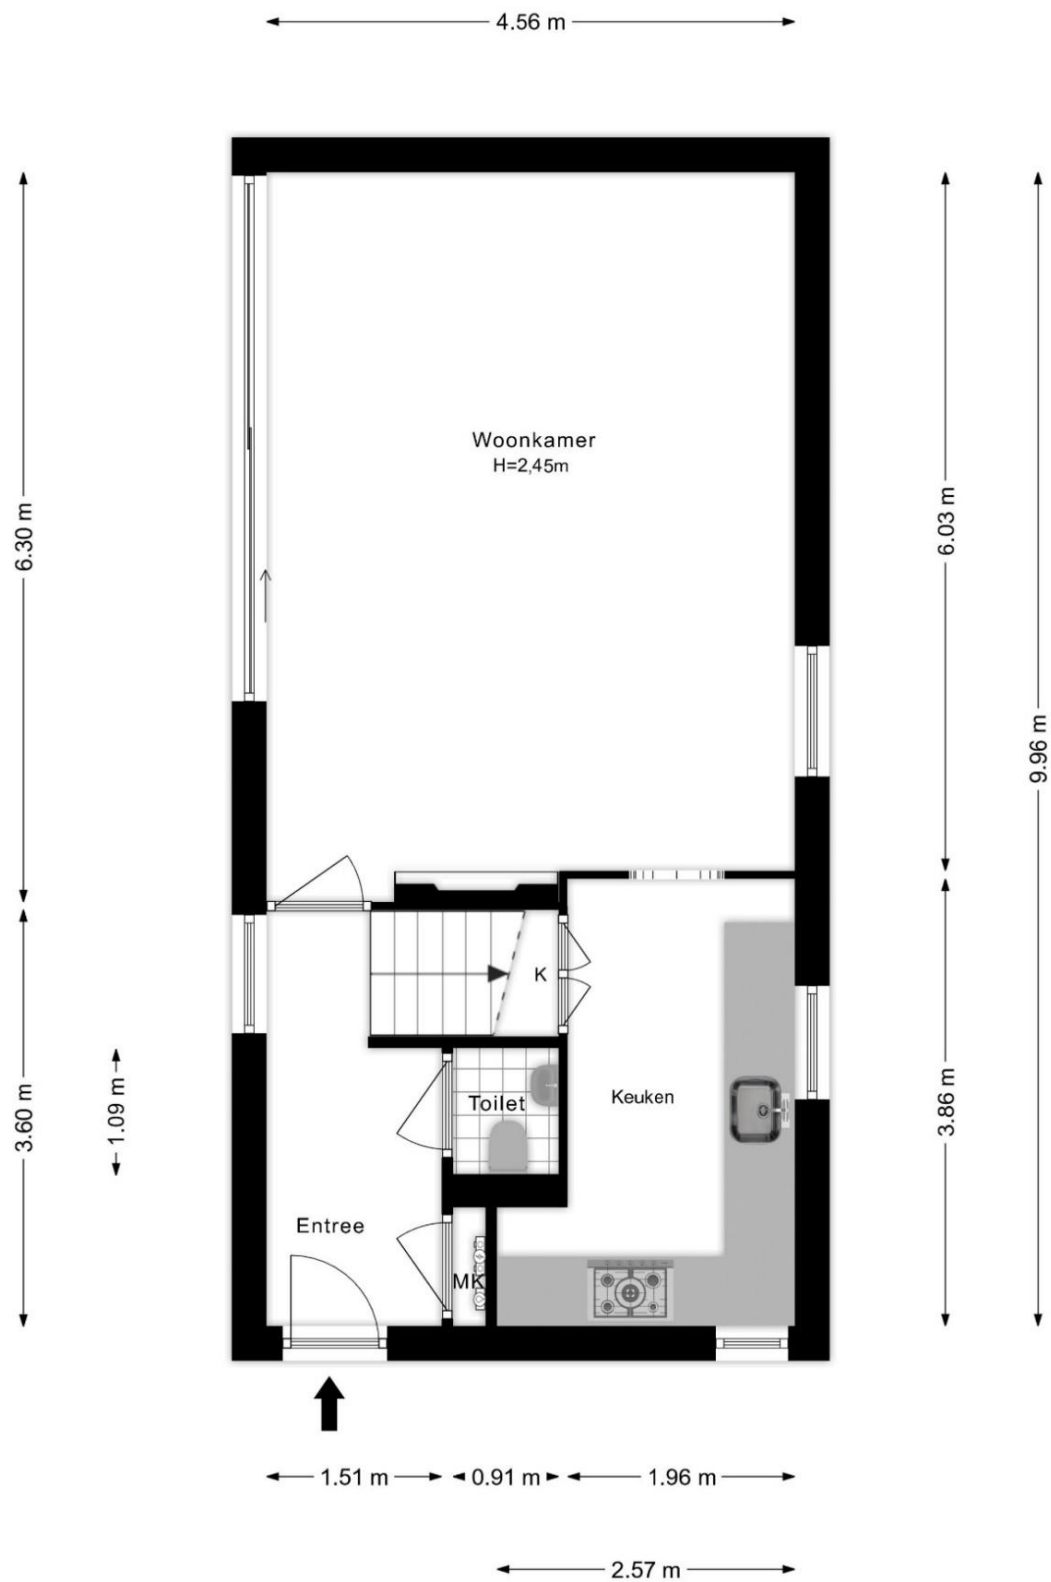 4.56 m
Woonkamer
H=2,45m
6.30 m
6.03 m
9.96 m
K
Keuken
Toilet
3.60 m
1.09 m
3.86 m
Entree
MK
1.51 m
0.91 m
1.96 m
2.57 m